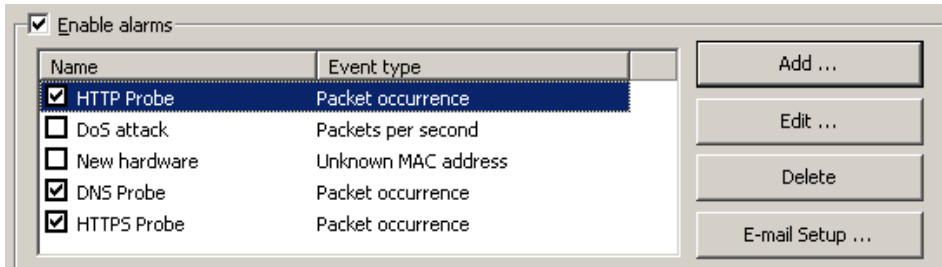 Enable alarms
Name Event type
HTTP Probe Packet occurrence
DoS attack Packets per second
New hardware Unknown MAC address
DNS Probe Packet occurrence
HTTPS Probe Packet occurrence
Add ...
Edit ...
Delete
E-mail Setup ...